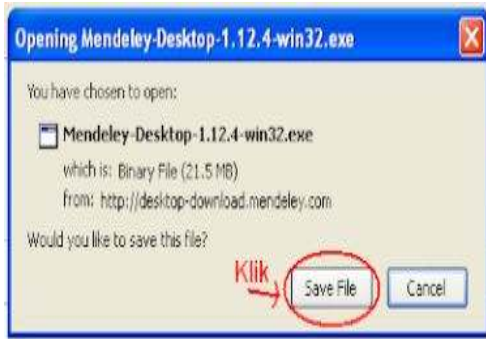 Opening Mendeley-Desktop-1.12.4-win32.exe
You have chosen to open:
Mendeley-Desktop-1.12.4-win32.exe
which is: Binary File (21.5 MB)
from: http://desktop-download.mendeley.com
Would you like to save this file?
Klik
Save File
Cancel